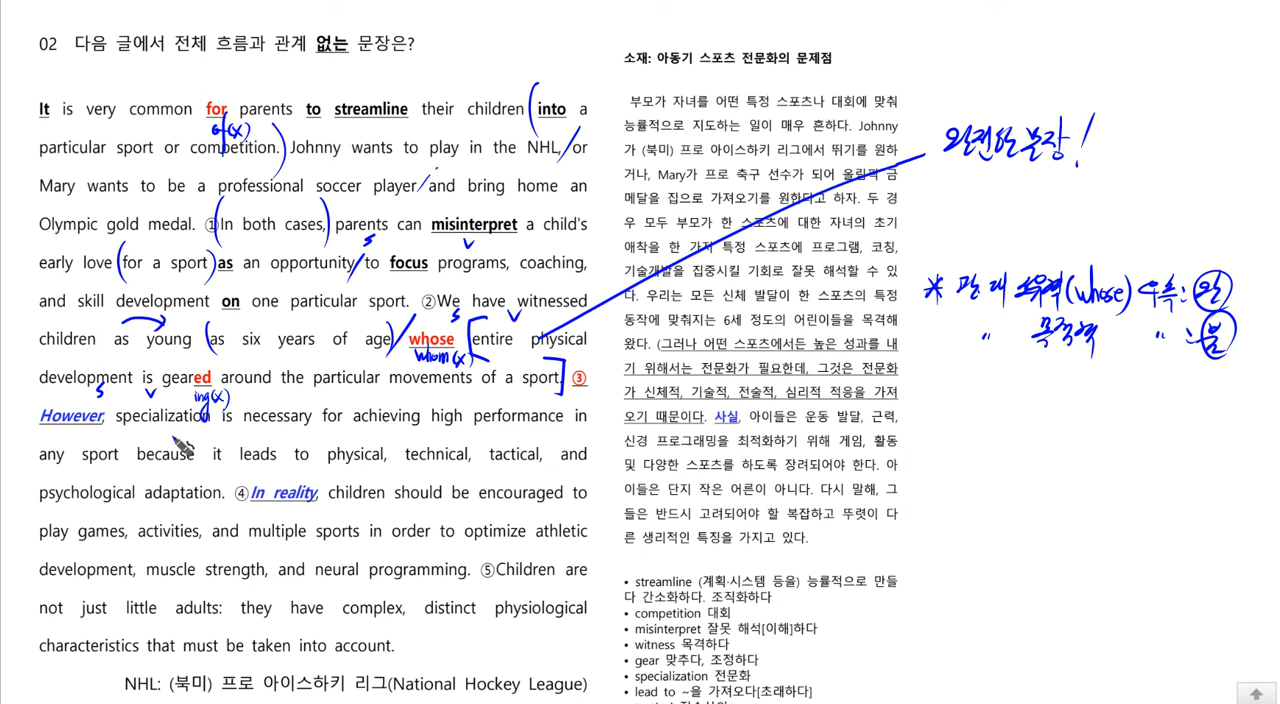 02 다음 글에서 전체 흐름과 관계 없는 문장은?
It is very common for parents to streamline their children into a
of(x)
particular sport or competition. Johnny wants to play in the NHL, or
Mary wants to be a professional soccer player and bring home an
Olympic gold medal. ①In both cases, parents can misinterpret a child's
s v
early love for a sport as an opportunity to focus programs, coaching,
and skill development on one particular sport. ②We have witnessed
s v
children as young as six years of age whose entire physical
whom(x)
development is geared around the particular movements of a sport. ③
s v ing(x)
However, specialization is necessary for achieving high performance in
any sport because it leads to physical, technical, tactical, and
psychological adaptation. ④In reality, children should be encouraged to
play games, activities, and multiple sports in order to optimize athletic
development, muscle strength, and neural programming. ⑤Children are
not just little adults: they have complex, distinct physiological
characteristics that must be taken into account.
NHL: (북미) 프로 아이스하키 리그(National Hockey League)
소재: 아동기 스포츠 전문화의 문제점
부모가 자녀를 어떤 특정 스포츠나 대회에 맞춰
능률적으로 지도하는 일이 매우 흔하다. Johnny
가 (북미) 프로 아이스하키 리그에서 뛰기를 원하
거나, Mary가 프로 축구 선수가 되어 올림픽 금
메달을 집으로 가져오기를 원한다고 하자. 두 경
우 모두 부모가 한 스포츠에 대한 자녀의 초기
애착을 한 가지 특정 스포츠에 프로그램, 코칭,
기술개발을 집중시킬 기회로 잘못 해석할 수 있
다. 우리는 모든 신체 발달이 한 스포츠의 특정
동작에 맞춰지는 6세 정도의 어린이들을 목격해
왔다. (그러나 어떤 스포츠에서든 높은 성과를 내
기 위해서는 전문화가 필요한데, 그것은 전문화
가 신체적, 기술적, 전술적, 심리적 적응을 가져
오기 때문이다. 사실, 아이들은 운동 발달, 근력,
신경 프로그래밍을 최적화하기 위해 게임, 활동
및 다양한 스포츠를 하도록 장려되어야 한다. 아
이들은 단지 작은 어른이 아니다. 다시 말해, 그
들은 반드시 고려되어야 할 복잡하고 뚜렷이 다
른 생리적인 특징을 가지고 있다.
• streamline (계획·시스템 등을) 능률적으로 만들
다 간소화하다. 조직화하다
• competition 대회
• misinterpret 잘못 해석[이해]하다
• witness 목격하다
• gear 맞추다, 조정하다
• specialization 전문화
• lead to ~을 가져오다[초래하다]
완전한 문장!
* 관대 소유격(whose) 우측: 완
" 목적격 " : 불